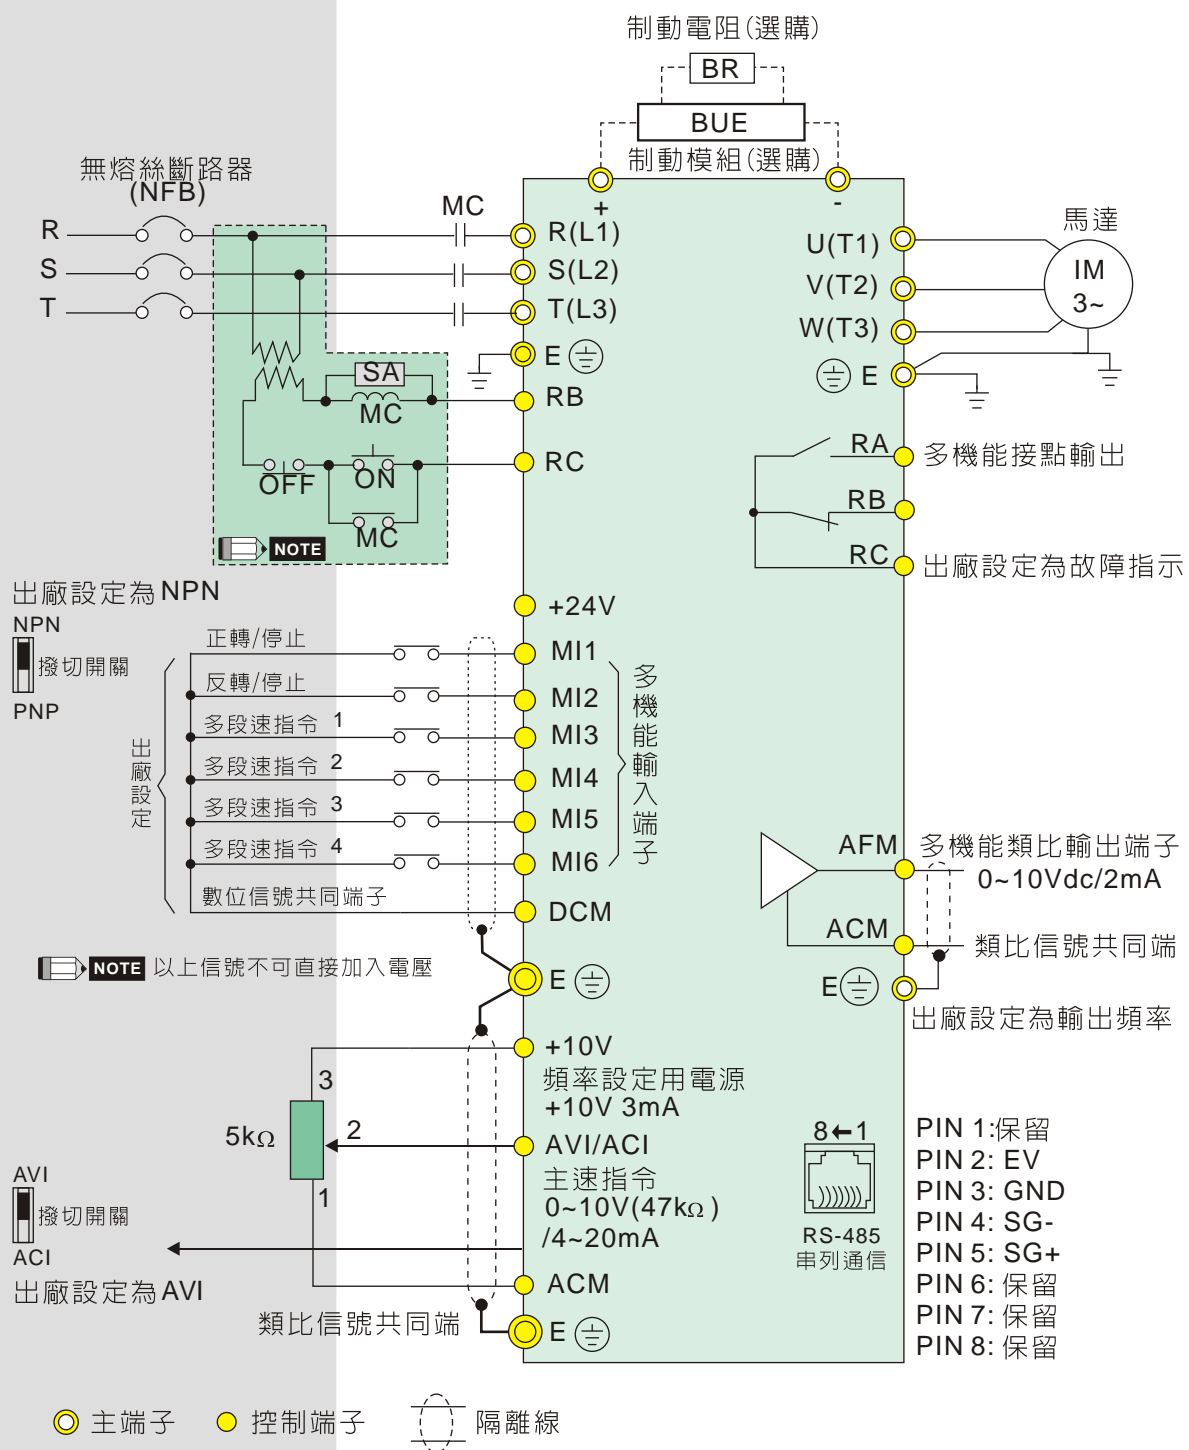 制動電阻(選購)
BR
BUE
制動模組(選購)
無熔絲斷路器
(NFB)
R
S
T
MC
+
-
R(L1)
S(L2)
T(L3)
E
RB
RC
SA
MC
OFF
ON
MC
NOTE
U(T1)
V(T2)
W(T3)
E
馬達
IM
3~
RA
多機能接點輸出
RB
RC
出廠設定為故障指示
出廠設定為NPN
NPN
撥切開關
PNP
出廠設定
正轉/停止
反轉/停止
多段速指令 1
多段速指令 2
多段速指令 3
多段速指令 4
數位信號共同端子
+24V
MI1
MI2
MI3
MI4
MI5
MI6
DCM
多機能輸入端子
NOTE 以上信號不可直接加入電壓
E
AFM
多機能類比輸出端子
0~10Vdc/2mA
ACM
類比信號共同端
E
出廠設定為輸出頻率
+10V
頻率設定用電源
+10V 3mA
3
5kΩ
2
1
AVI/ACI
主速指令
0~10V(47kΩ)
/4~20mA
AVI
撥切開關
ACI
出廠設定為AVI
ACM
類比信號共同端
E
8←1
RS-485
串列通信
PIN 1:保留
PIN 2: EV
PIN 3: GND
PIN 4: SG-
PIN 5: SG+
PIN 6: 保留
PIN 7: 保留
PIN 8: 保留
主端子
控制端子
隔離線